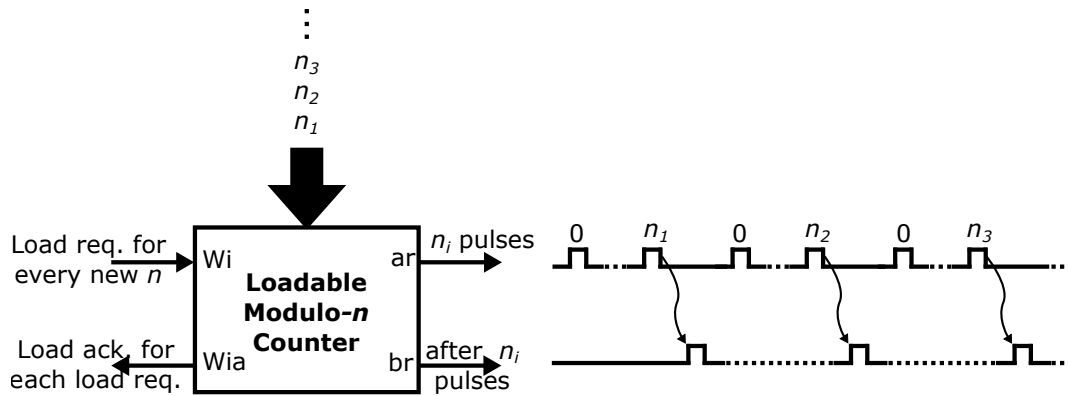 ⋮
n₃
n₂
n₁
Load req. for
every new n
Wi
ar
Loadable
Modulo-n
Counter
nᵢ pulses
Load ack. for
each load req.
Wia
br
after nᵢ
pulses
0 n₁ 0 n₂ 0 n₃